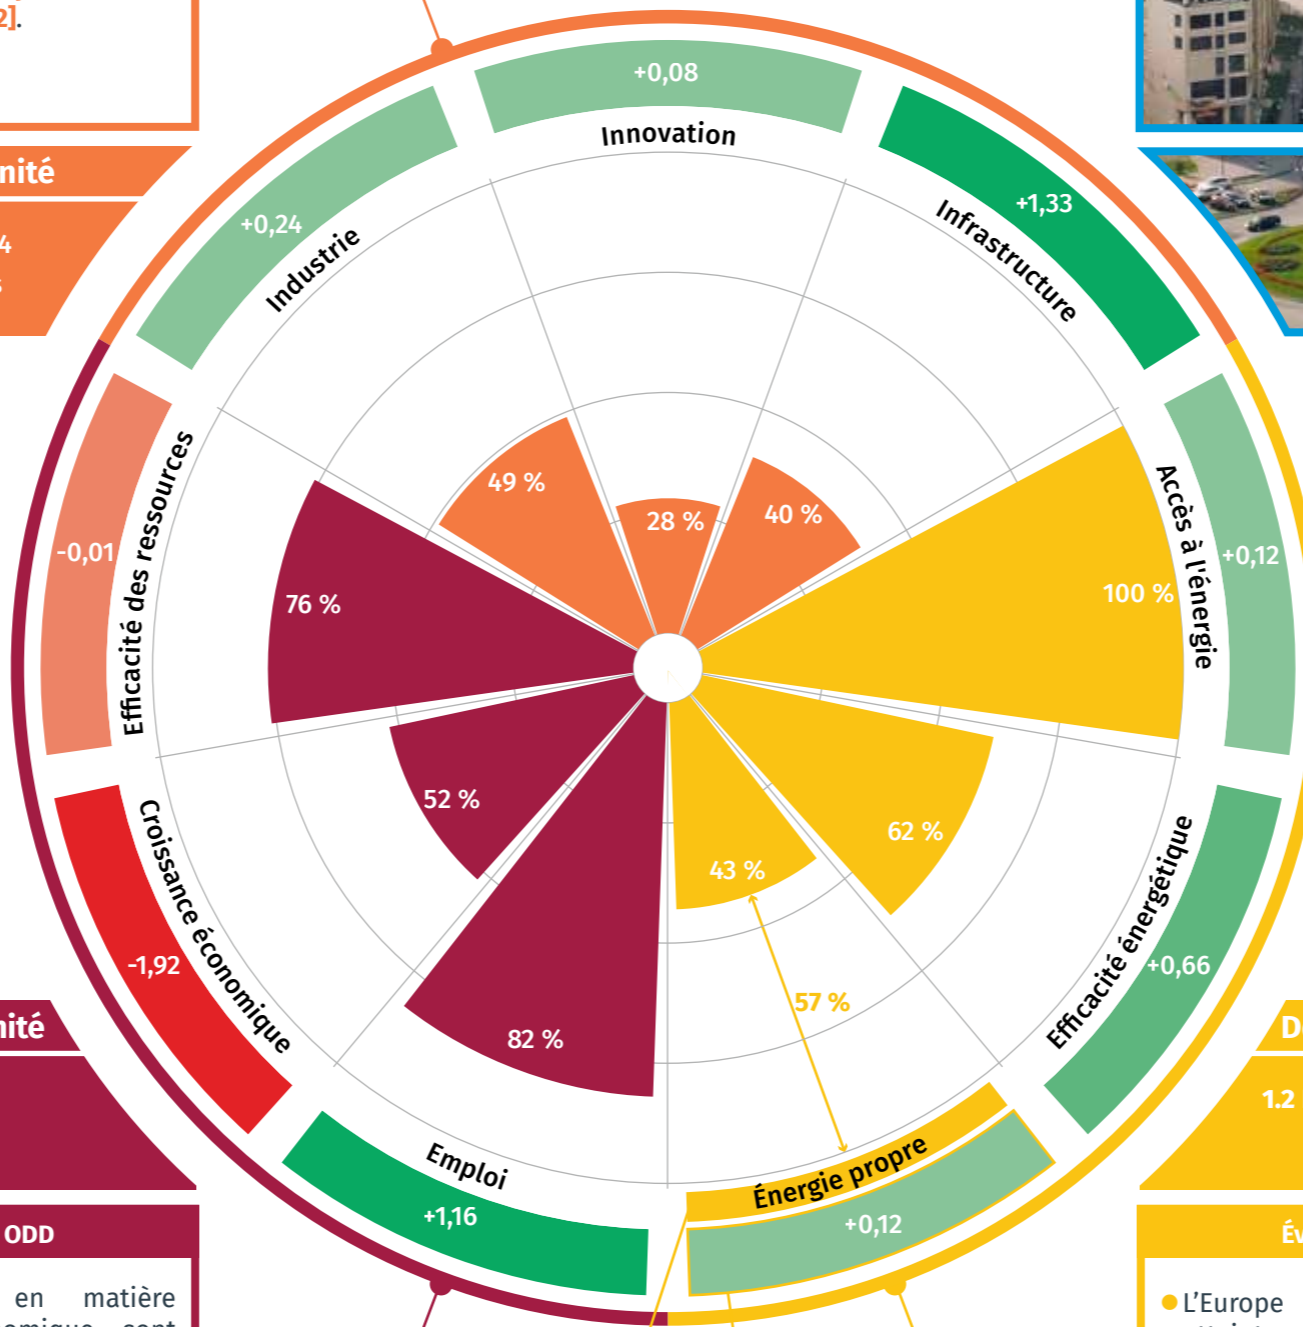 2].
nité
4
+0,08
Innovation
+0,24
Industrie
+1,33
Infrastructure
-0,01
Efficacité des ressources
+0,12
Accès à l'énergie
49 %
28 %
40 %
100 %
76 %
52 %
62 %
43 %
82 %
57 %
Croissance économique
-1,92
Efficacité énergétique
+0,66
Emploi
+1,16
Énergie propre
+0,12
nité
ODD
en matière
D
1.2
Év
L'Europe